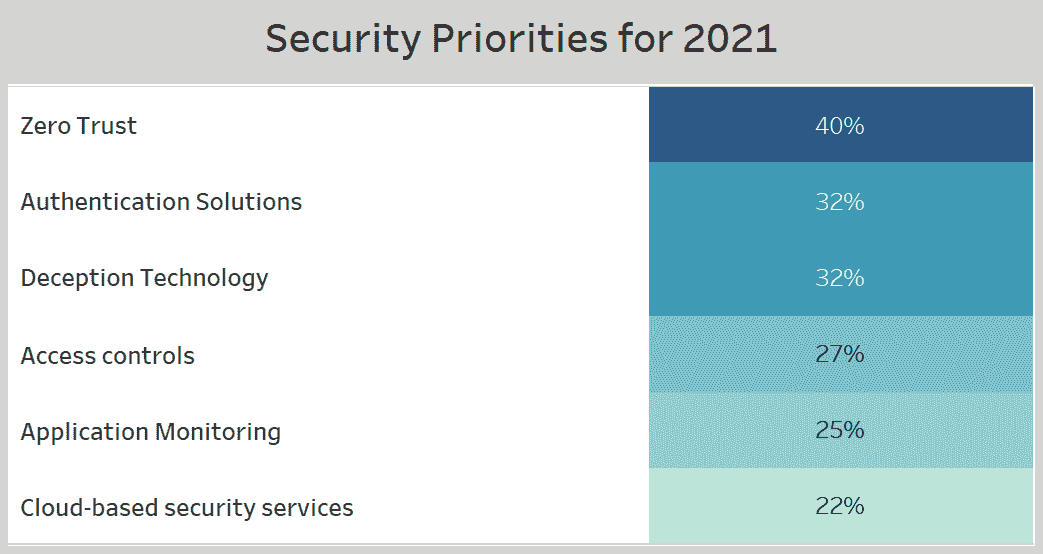 Security Priorities for 2021
Zero Trust 40%
Authentication Solutions 32%
Deception Technology 32%
Access controls 27%
Application Monitoring 25%
Cloud-based security services 22%